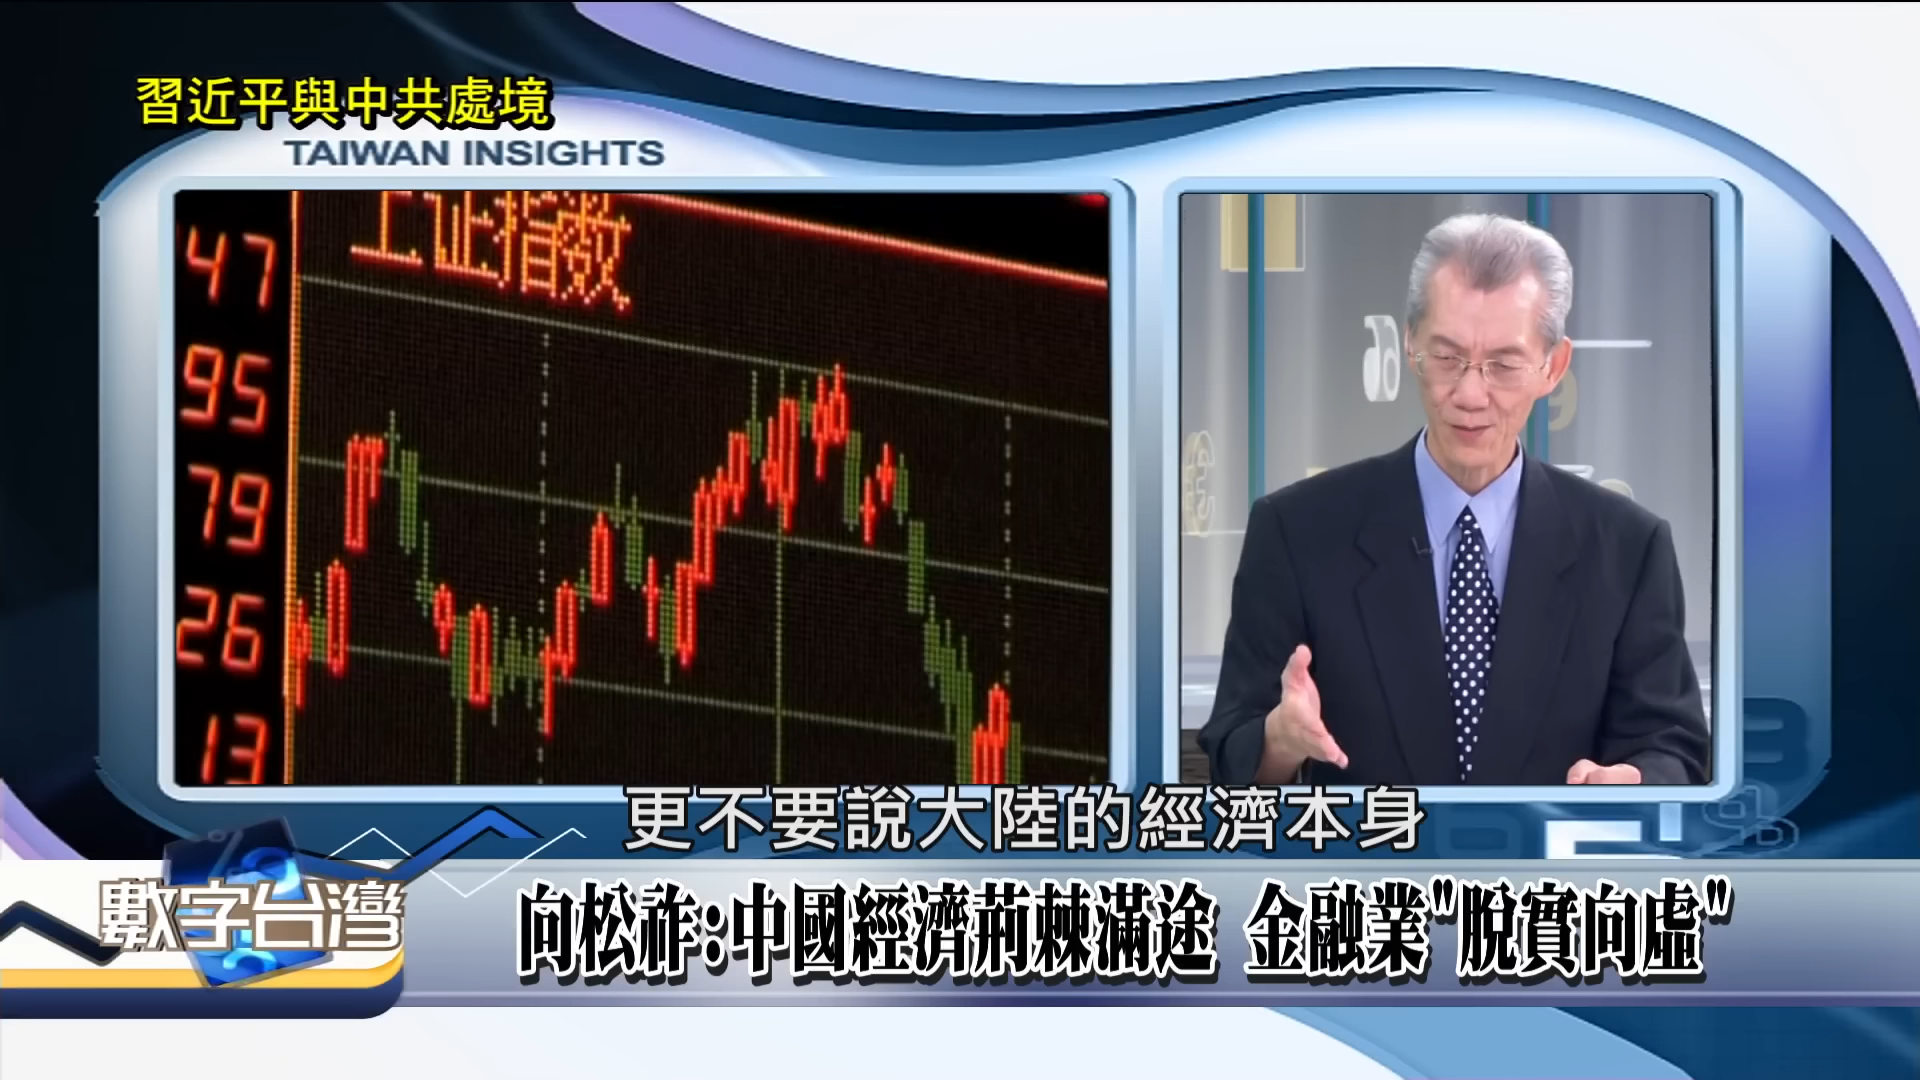 習近平與中共處境
TAIWAN INSIGHTS
上证指数
47
95
79
26
13
更不要說大陸的經濟本身
數字台灣
向松祚:中國經濟荊棘滿途 金融業"脫實向虛"